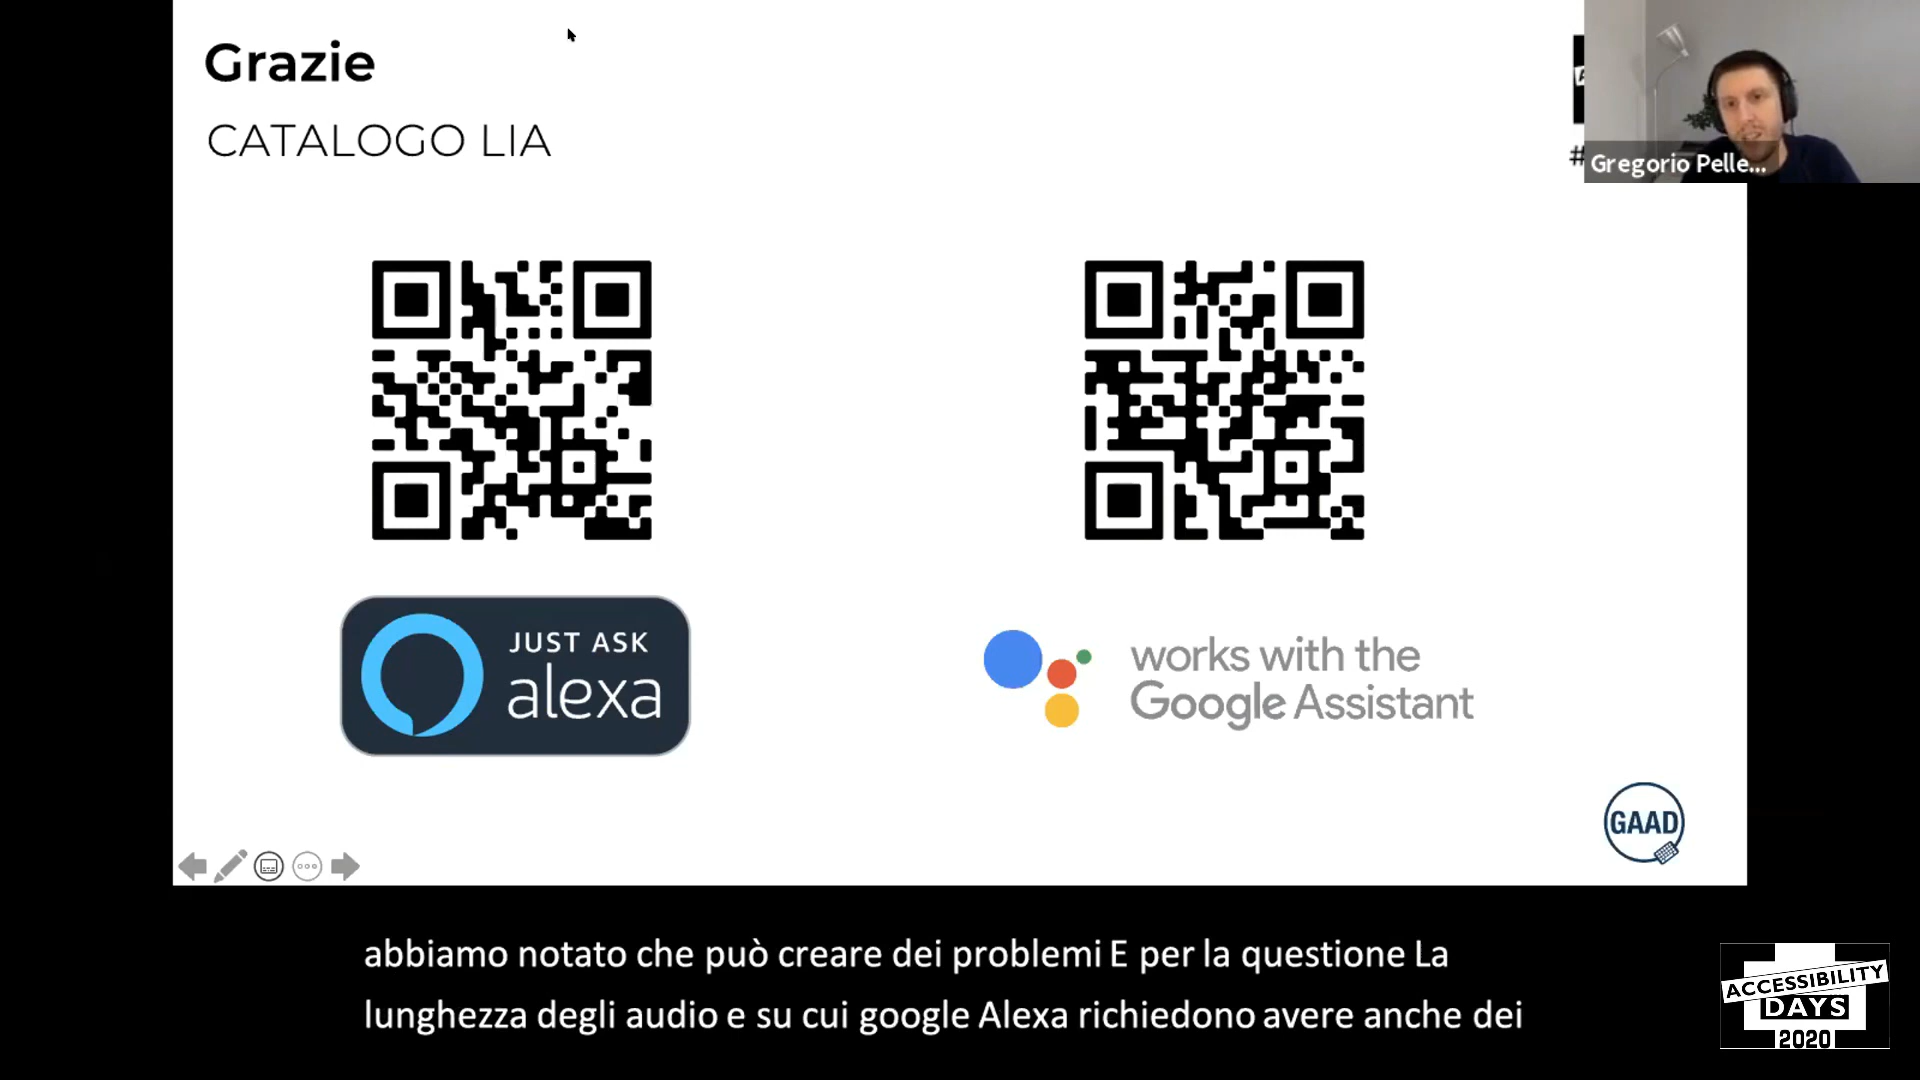 Grazie
CATALOGO LIA
#
Gregorio Pelle...
JUST ASK
alexa
works with the
Google Assistant
GAAD
abbiamo notato che può creare dei problemi E per la questione La
lunghezza degli audio e su cui google Alexa richiedono avere anche dei
ACCESSIBILITY
DAYS
2020